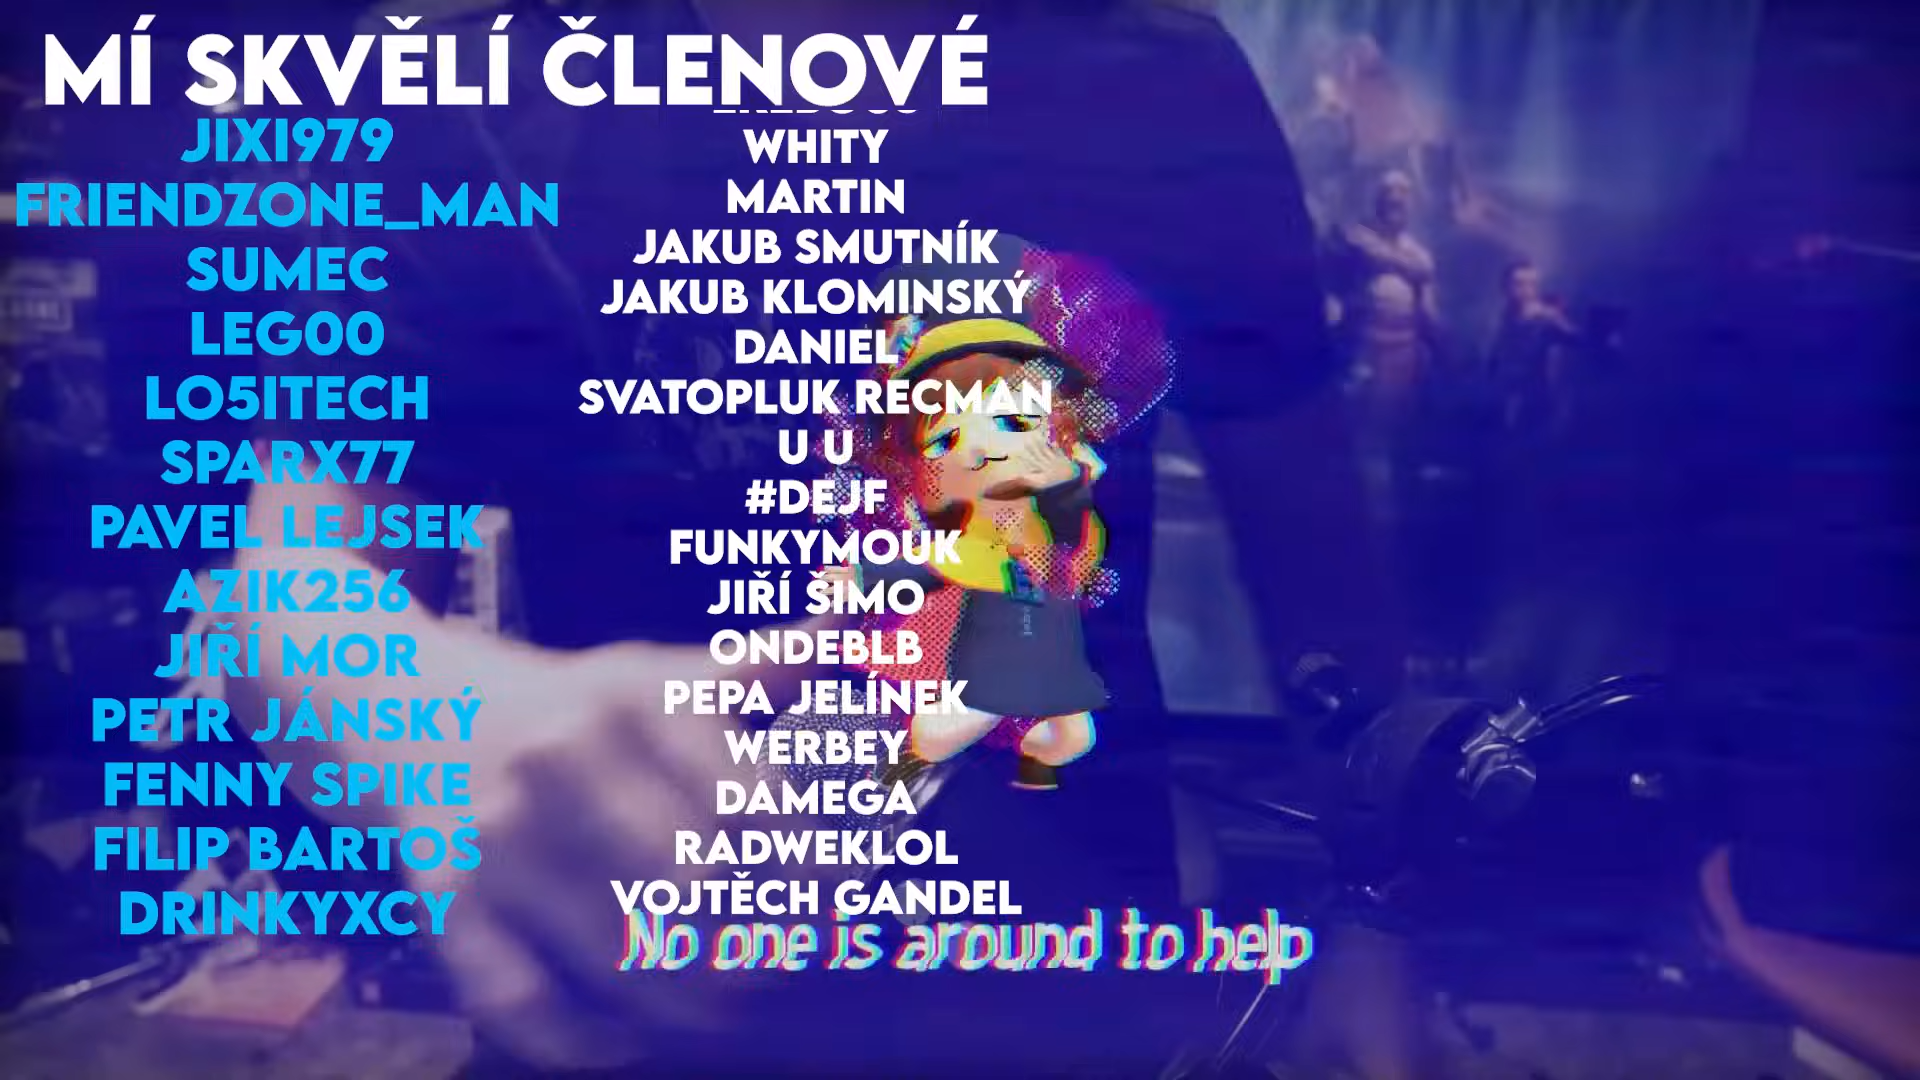 MÍ SKVĚLÍ ČLENOVÉ
JIXI979
FRIENDZONE_MAN
SUMEC
LEG00
LO5ITECH
SPARX77
PAVEL LEJSEK
AZIK256
JIŘÍ MOR
PETR JÁNSKÝ
FENNY SPIKE
FILIP BARTOŠ
DRINKYXCY
WHITY
MARTIN
JAKUB SMUTNÍK
JAKUB KLOMINSKÝ
DANIEL
SVATOPLUK RECMAN
U U
#DEJF
FUNKYMOUK
JIŘÍ ŠIMO
ONDEBLB
PEPA JELÍNEK
WERBEY
DAMEGA
RADWEKLOL
VOJTĚCH GANDEL
No one is around to help